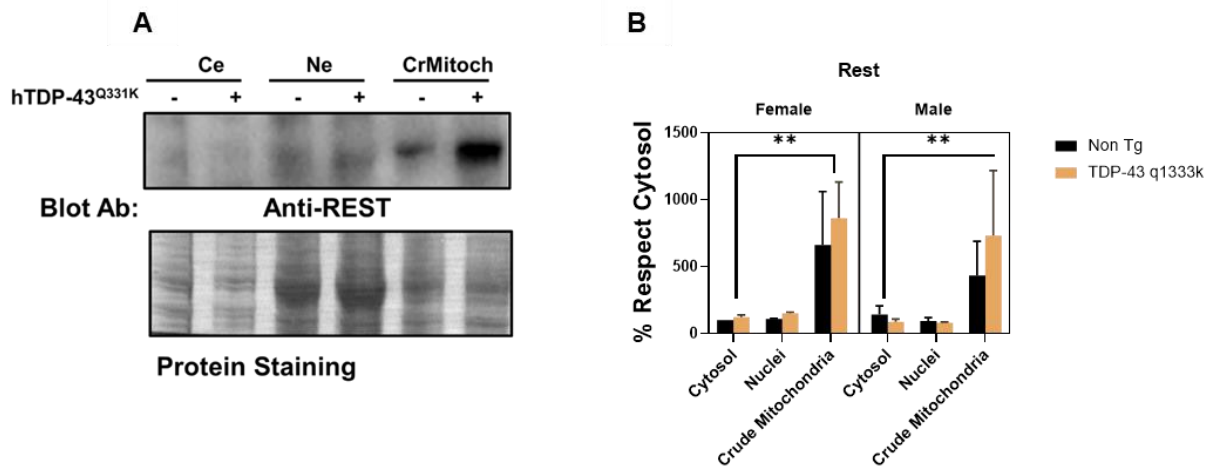 A
Ce Ne CrMitoch
hTDP-43Q331K - + - + - +
Blot Ab: Anti-REST
Protein Staining
B
Rest
Female Male
% Respect Cytosol
1500
1000
500
0
** **
Cytosol Nuclei Crude Mitochondria Cytosol Nuclei Crude Mitochondria
Non Tg
TDP-43 q1333k